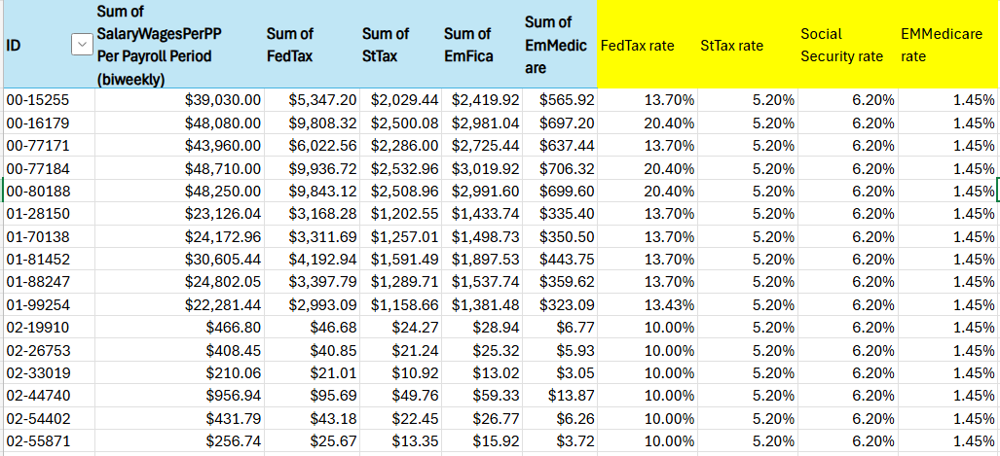 ID Sum of SalaryWagesPerPP Per Payroll Period (biweekly) Sum of FedTax Sum of StTax Sum of EmFica Sum of EmMedicare FedTax rate StTax rate Social Security rate EMMedicare rate
00-15255 $39,030.00 $5,347.20 $2,029.44 $2,419.92 $565.92 13.70% 5.20% 6.20% 1.45%
00-16179 $48,080.00 $9,808.32 $2,500.08 $2,981.04 $697.20 20.40% 5.20% 6.20% 1.45%
00-77171 $43,960.00 $6,022.56 $2,286.00 $2,725.44 $637.44 13.70% 5.20% 6.20% 1.45%
00-77184 $48,710.00 $9,936.72 $2,532.96 $3,019.92 $706.32 20.40% 5.20% 6.20% 1.45%
00-80188 $48,250.00 $9,843.12 $2,508.96 $2,991.60 $699.60 20.40% 5.20% 6.20% 1.45%
01-28150 $23,126.04 $3,168.28 $1,202.55 $1,433.74 $335.40 13.70% 5.20% 6.20% 1.45%
01-70138 $24,172.96 $3,311.69 $1,257.01 $1,498.73 $350.50 13.70% 5.20% 6.20% 1.45%
01-81452 $30,605.44 $4,192.94 $1,591.49 $1,897.53 $443.75 13.70% 5.20% 6.20% 1.45%
01-88247 $24,802.05 $3,397.79 $1,289.71 $1,537.74 $359.62 13.70% 5.20% 6.20% 1.45%
01-99254 $22,281.44 $2,993.09 $1,158.66 $1,381.48 $323.09 13.43% 5.20% 6.20% 1.45%
02-19910 $466.80 $46.68 $24.27 $28.94 $6.77 10.00% 5.20% 6.20% 1.45%
02-26753 $408.45 $40.85 $21.24 $25.32 $5.93 10.00% 5.20% 6.20% 1.45%
02-33019 $210.06 $21.01 $10.92 $13.02 $3.05 10.00% 5.20% 6.20% 1.45%
02-44740 $956.94 $95.69 $49.76 $59.33 $13.87 10.00% 5.20% 6.20% 1.45%
02-54402 $431.79 $43.18 $22.45 $26.77 $6.26 10.00% 5.20% 6.20% 1.45%
02-55871 $256.74 $25.67 $13.35 $15.92 $3.72 10.00% 5.20% 6.20% 1.45%